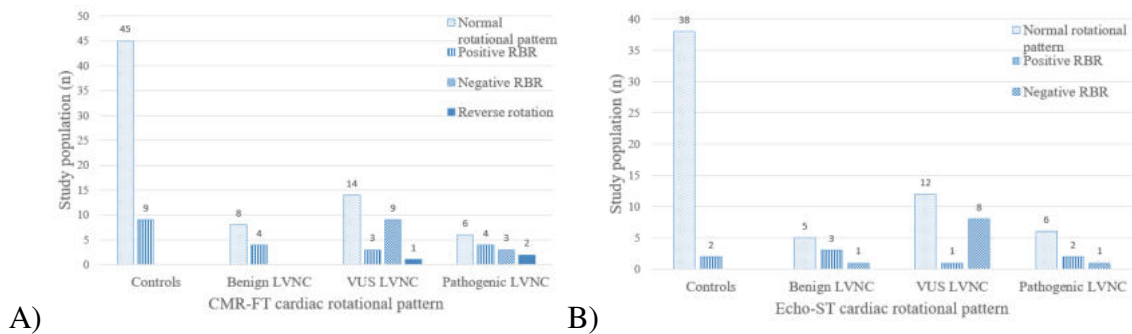 50
45
40
35
30
25
20
15
10
5
0
Study population (n)
45
9
8
4
14
3
9
1
6
4
3
2
Normal
rotational pattern
Positive RBR
Negative RBR
Reverse rotation
Controls
Benign LVNC
VUS LVNC
Pathogenic LVNC
CMR-FT cardiac rotational pattern
A)
40
35
30
25
20
15
10
5
0
Study population (n)
38
2
5
3
1
12
1
8
6
2
1
Normal rotational
pattern
Positive RBR
Negative RBR
Controls
Benign LVNC
VUS LVNC
Pathogenic LVNC
Echo-ST cardiac rotational pattern
B)